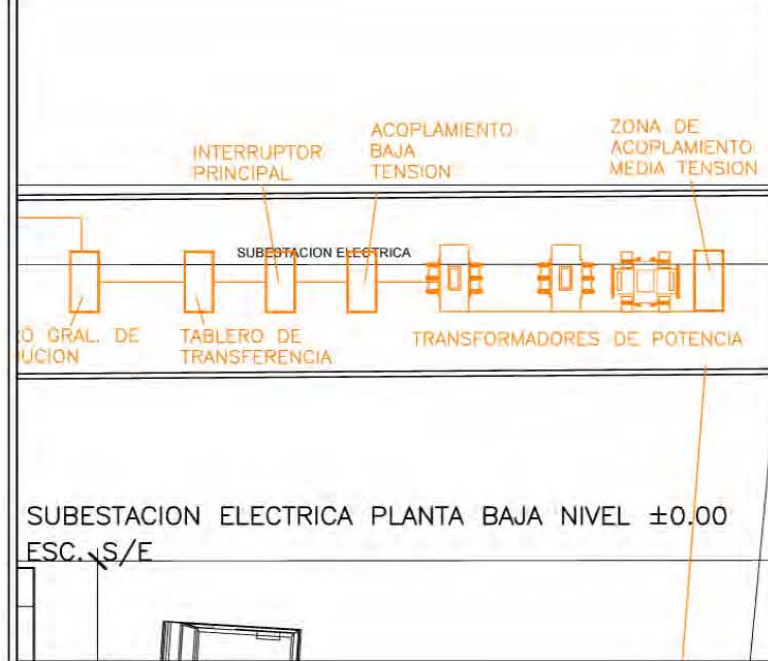 INTERRUPTOR
PRINCIPAL
ACOPLAMIENTO
BAJA
TENSION
ZONA DE
ACOPLAMIENTO
MEDIA TENSION
SUBESTACION ELECTRICA
GRAL. DE
TABLERO DE
TRANSFERENCIA
TRANSFORMADORES DE POTENCIA
SUBESTACION ELECTRICA PLANTA BAJA NIVEL ±0.00
ESC. S/E